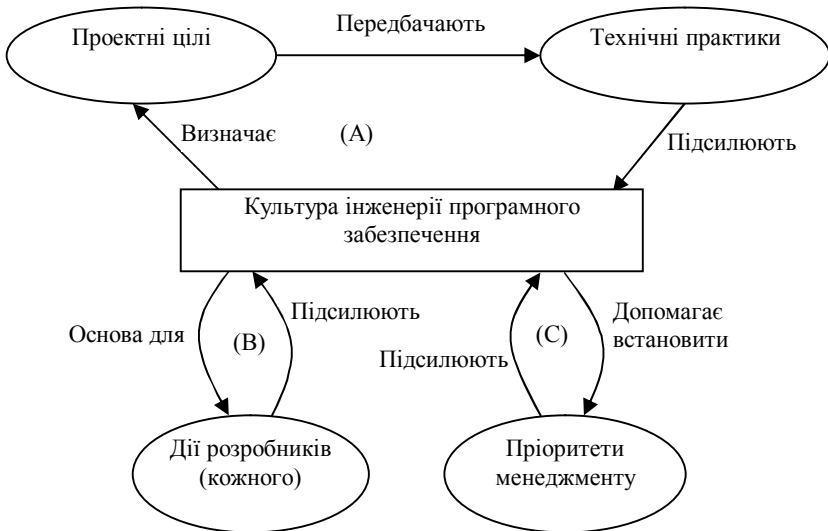 Проектні цілі
Передбачають
Технічні практики
Визначає
(A)
Підсилюють
Культура інженерії програмного
забезпечення
Основа для
(B)
Підсилюють
Підсилюють
(C)
Допомагає
встановити
Дії розробників
(кожного)
Пріоритети
менеджменту